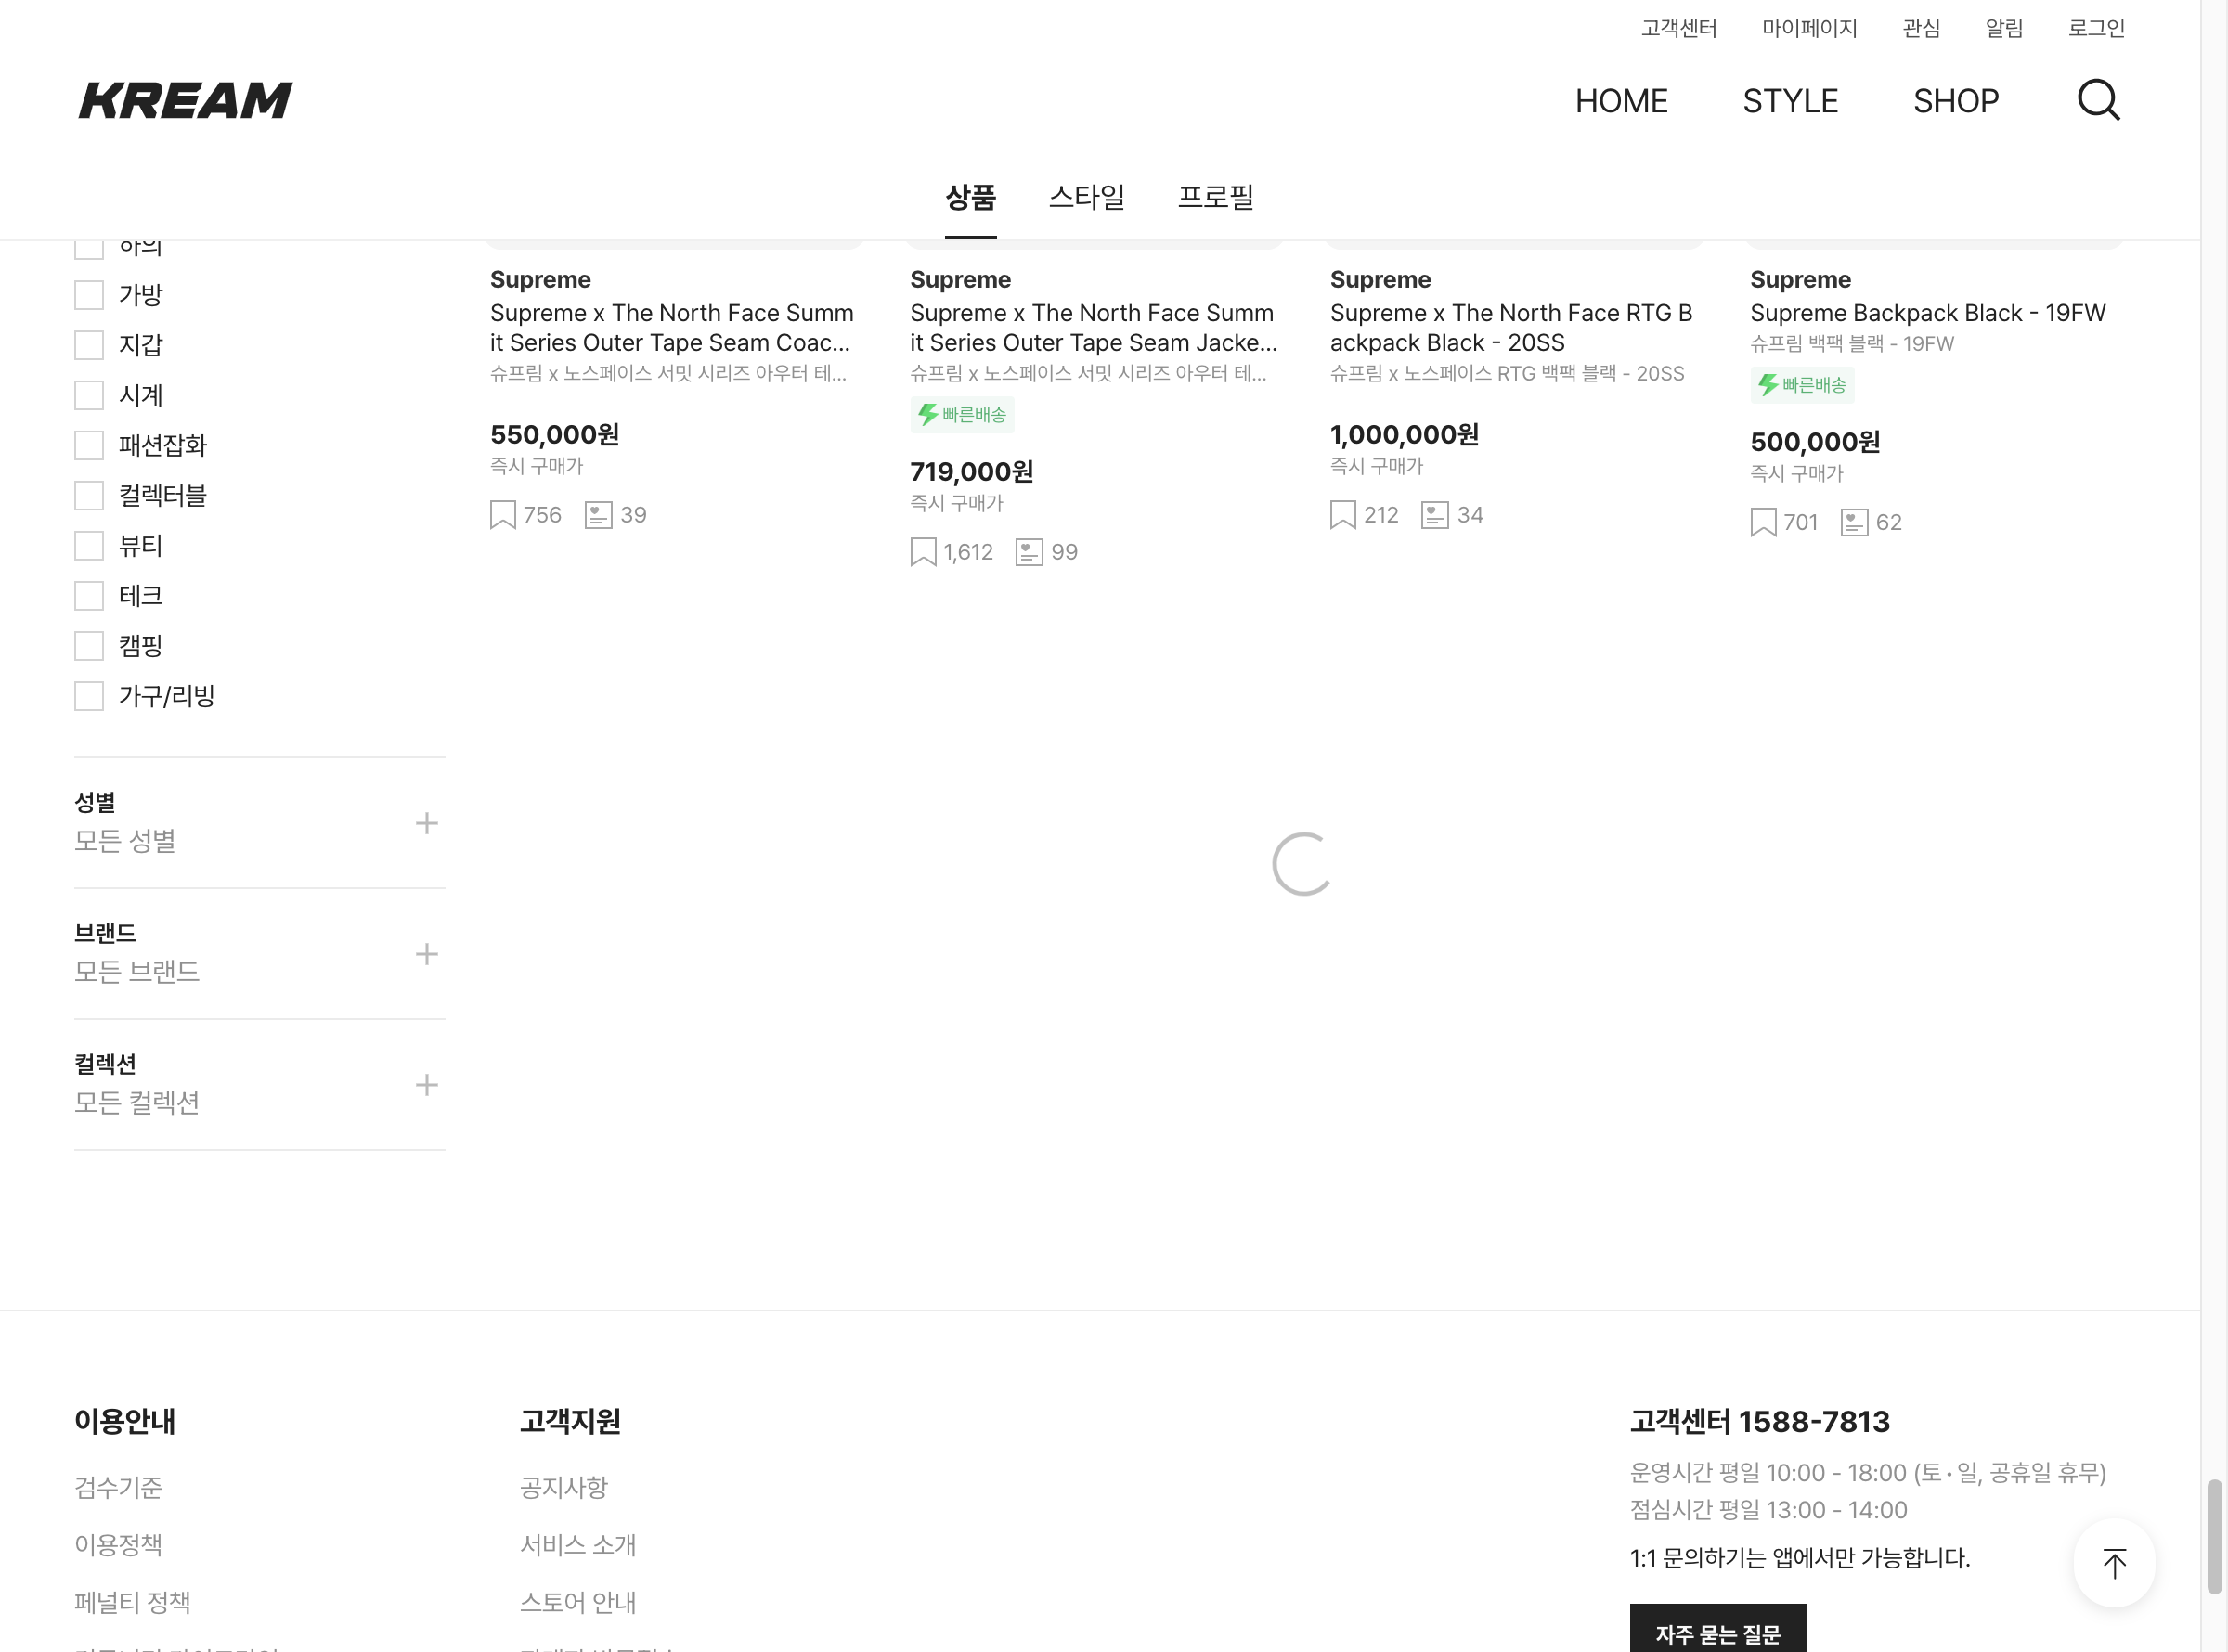 고객센터 마이페이지 관심 알림 로그인
KREAM
HOME STYLE SHOP
상품 스타일 프로필
하의
가방
지갑
시계
패션잡화
컬렉터블
뷰티
테크
캠핑
가구/리빙
성별
모든 성별
브랜드
모든 브랜드
컬렉션
모든 컬렉션
Supreme
Supreme x The North Face Summ
it Series Outer Tape Seam Coac...
슈프림 x 노스페이스 서밋 시리즈 아우터 테...
550,000원
즉시 구매가
756 39
Supreme
Supreme x The North Face Summ
it Series Outer Tape Seam Jacke...
슈프림 x 노스페이스 서밋 시리즈 아우터 테...
빠른배송
719,000원
즉시 구매가
1,612 99
Supreme
Supreme x The North Face RTG B
ackpack Black - 20SS
슈프림 x 노스페이스 RTG 백팩 블랙 - 20SS
1,000,000원
즉시 구매가
212 34
Supreme
Supreme Backpack Black - 19FW
슈프림 백팩 블랙 - 19FW
빠른배송
500,000원
즉시 구매가
701 62
이용안내
검수기준
이용정책
페널티 정책
고객지원
공지사항
서비스 소개
스토어 안내
고객센터 1588-7813
운영시간 평일 10:00 - 18:00 (토·일, 공휴일 휴무)
점심시간 평일 13:00 - 14:00
1:1 문의하기는 앱에서만 가능합니다.
자주 묻는 질문